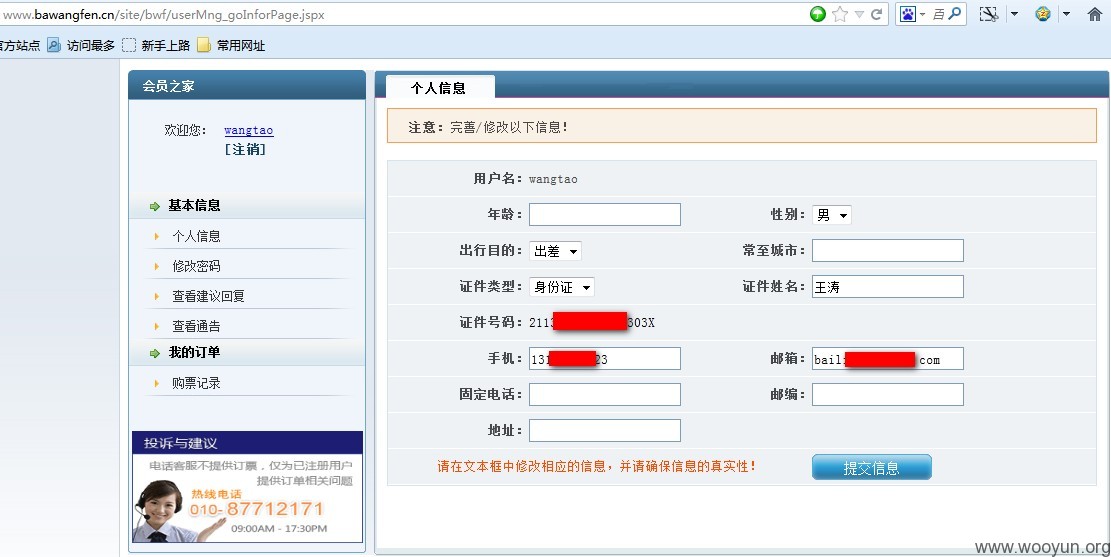 www.bawangfen.cn/site/bwf/userMng_goInforPage.jspx
百
官方站点 访问最多 新手上路 常用网址
会员之家
欢迎您: wangtao
[注销]
基本信息
个人信息
修改密码
查看建议回复
查看通告
我的订单
购票记录
投诉与建议
电话客服不提供订票，仅为已注册用户
提供订单相关问题
热线电话
010-87712171
09:00AM - 17:30PM
个人信息
注意：完善/修改以下信息!
用户名：wangtao
年龄： 性别： 男
出行目的： 出差 常至城市：
证件类型： 身份证 证件姓名： 王涛
证件号码：211 303X
手机： 131 23 邮箱： bail com
固定电话： 邮编：
地址：
请在文本框中修改相应的信息，并请确保信息的真实性! 提交信息
www.wooyun.org